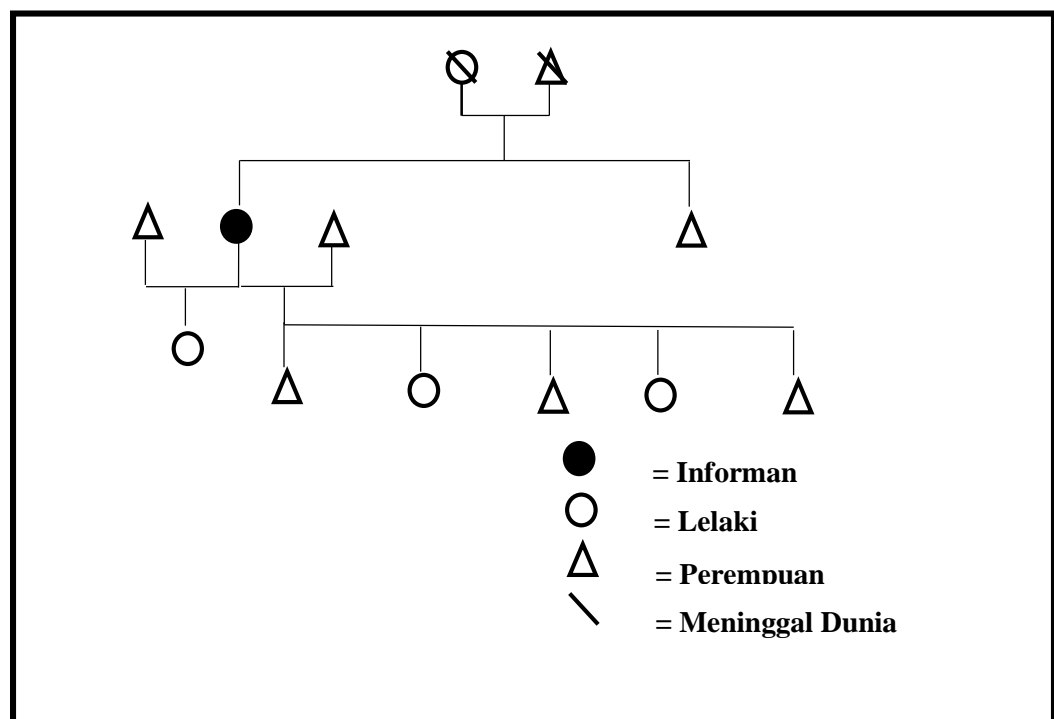 = Informan
= Lelaki
= Perempuan
= Meninggal Dunia